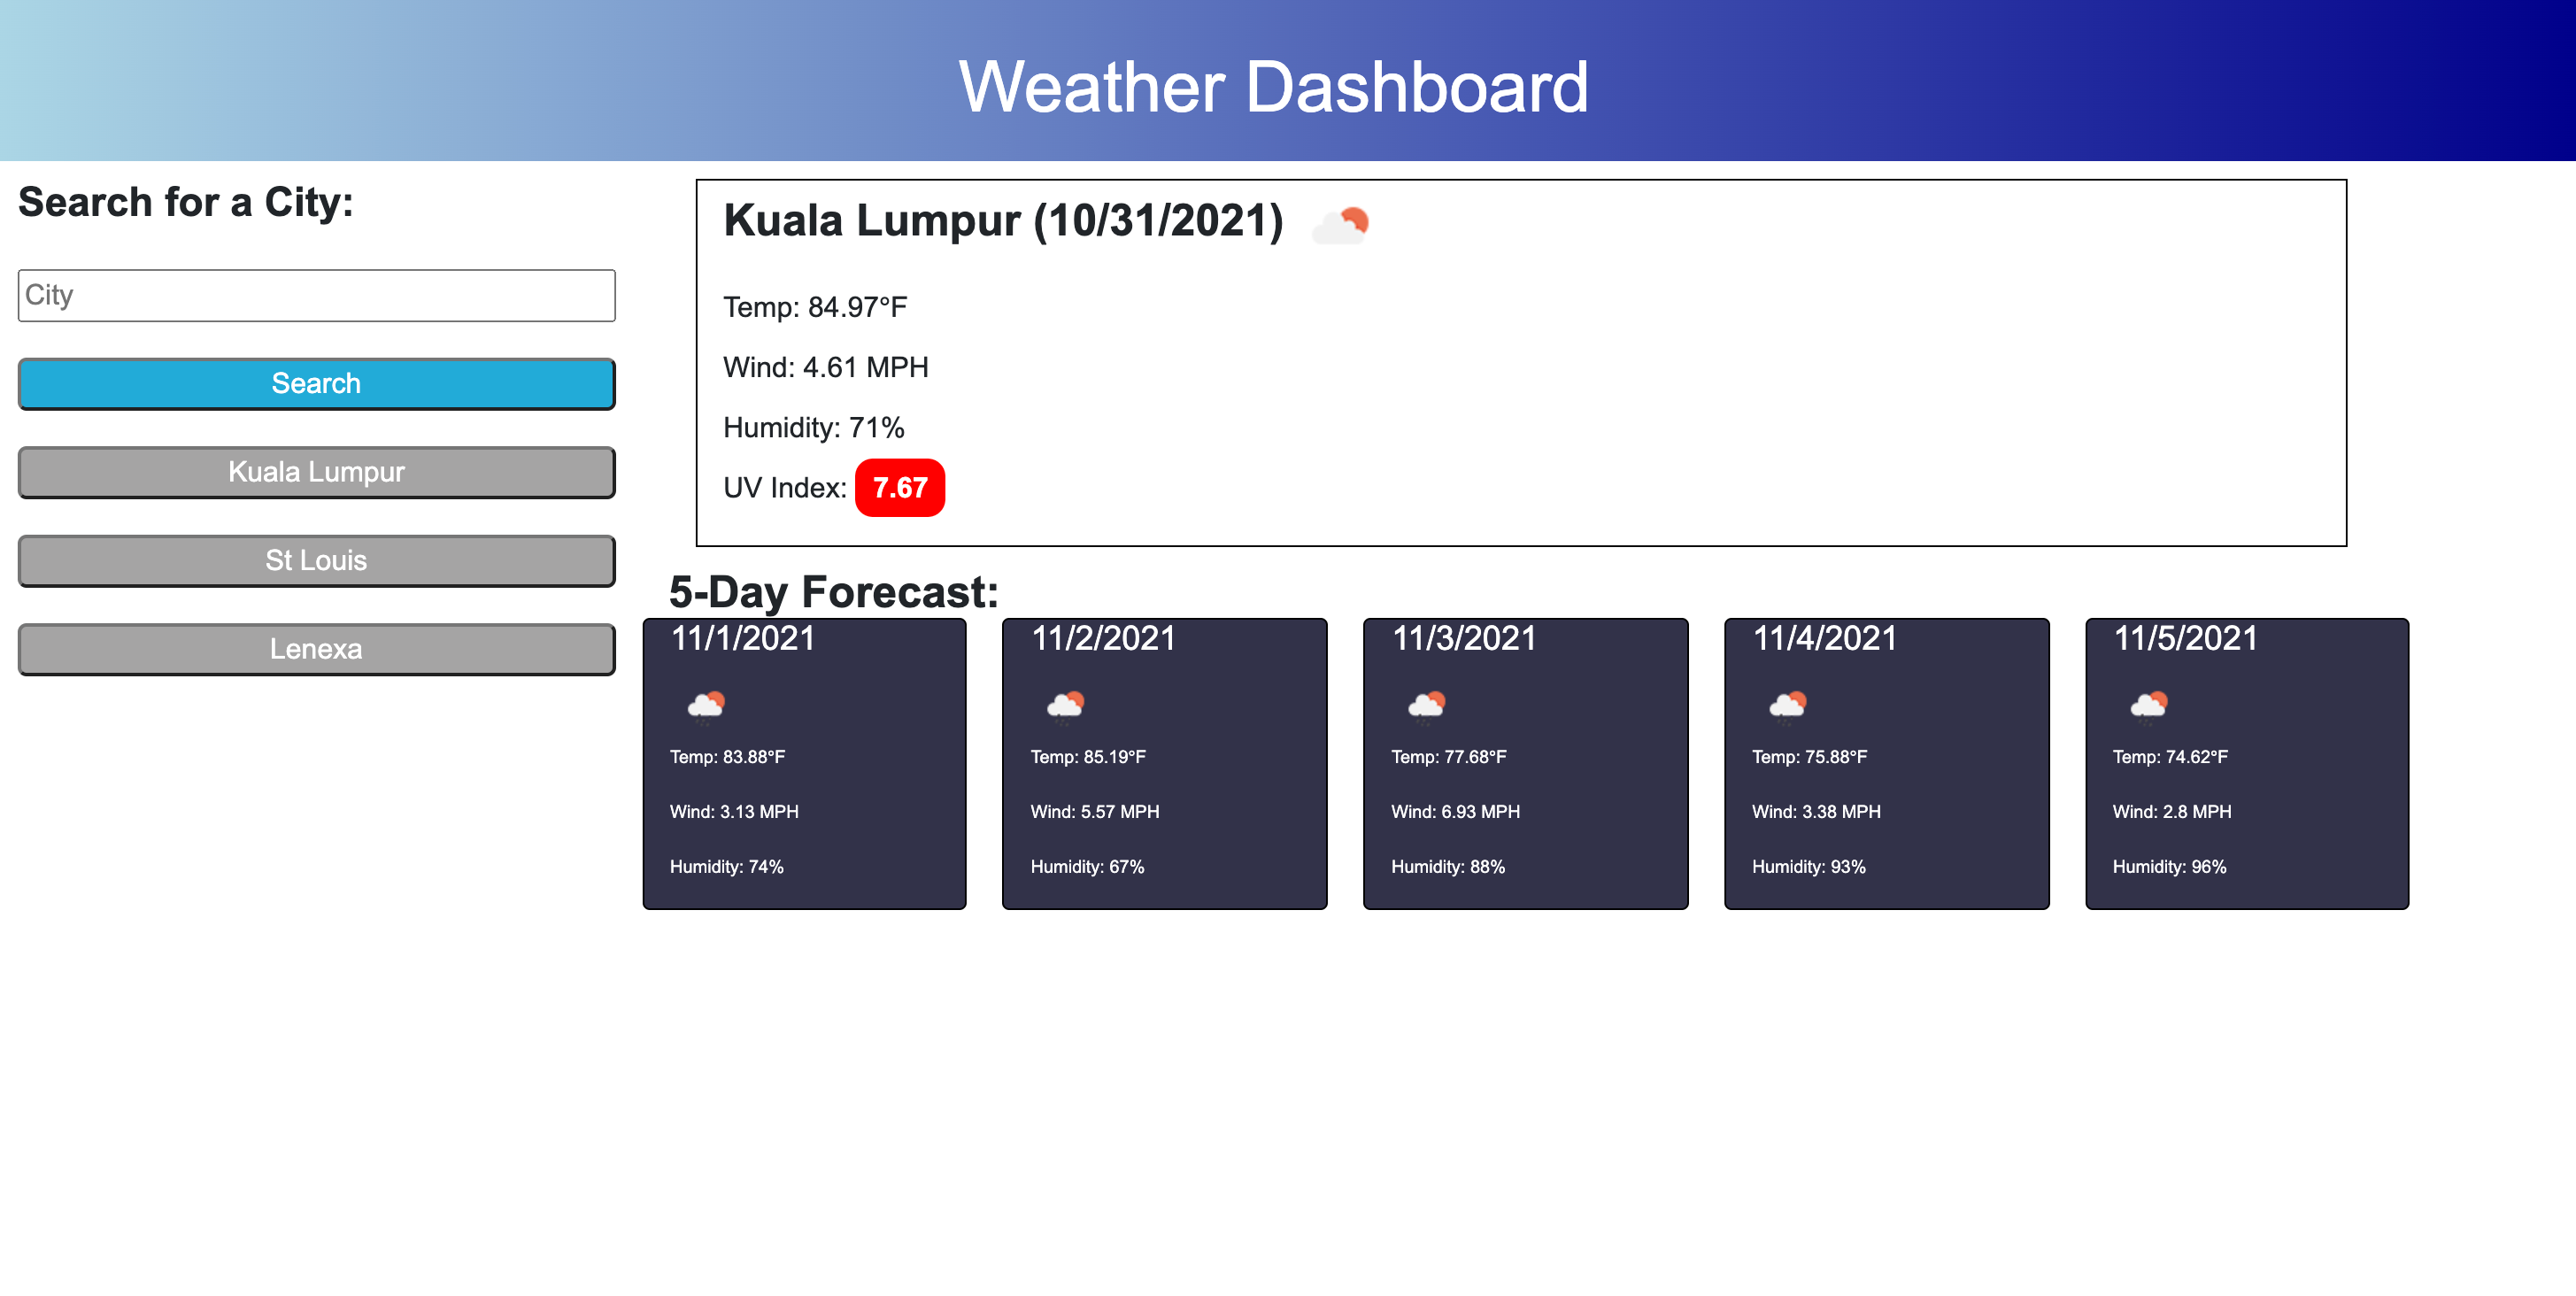 Weather Dashboard
Search for a City:
City
Search
Kuala Lumpur
St Louis
Lenexa
Kuala Lumpur (10/31/2021)
Temp: 84.97°F
Wind: 4.61 MPH
Humidity: 71%
UV Index: 7.67
5-Day Forecast:
11/1/2021
Temp: 83.88°F
Wind: 3.13 MPH
Humidity: 74%
11/2/2021
Temp: 85.19°F
Wind: 5.57 MPH
Humidity: 67%
11/3/2021
Temp: 77.68°F
Wind: 6.93 MPH
Humidity: 88%
11/4/2021
Temp: 75.88°F
Wind: 3.38 MPH
Humidity: 93%
11/5/2021
Temp: 74.62°F
Wind: 2.8 MPH
Humidity: 96%